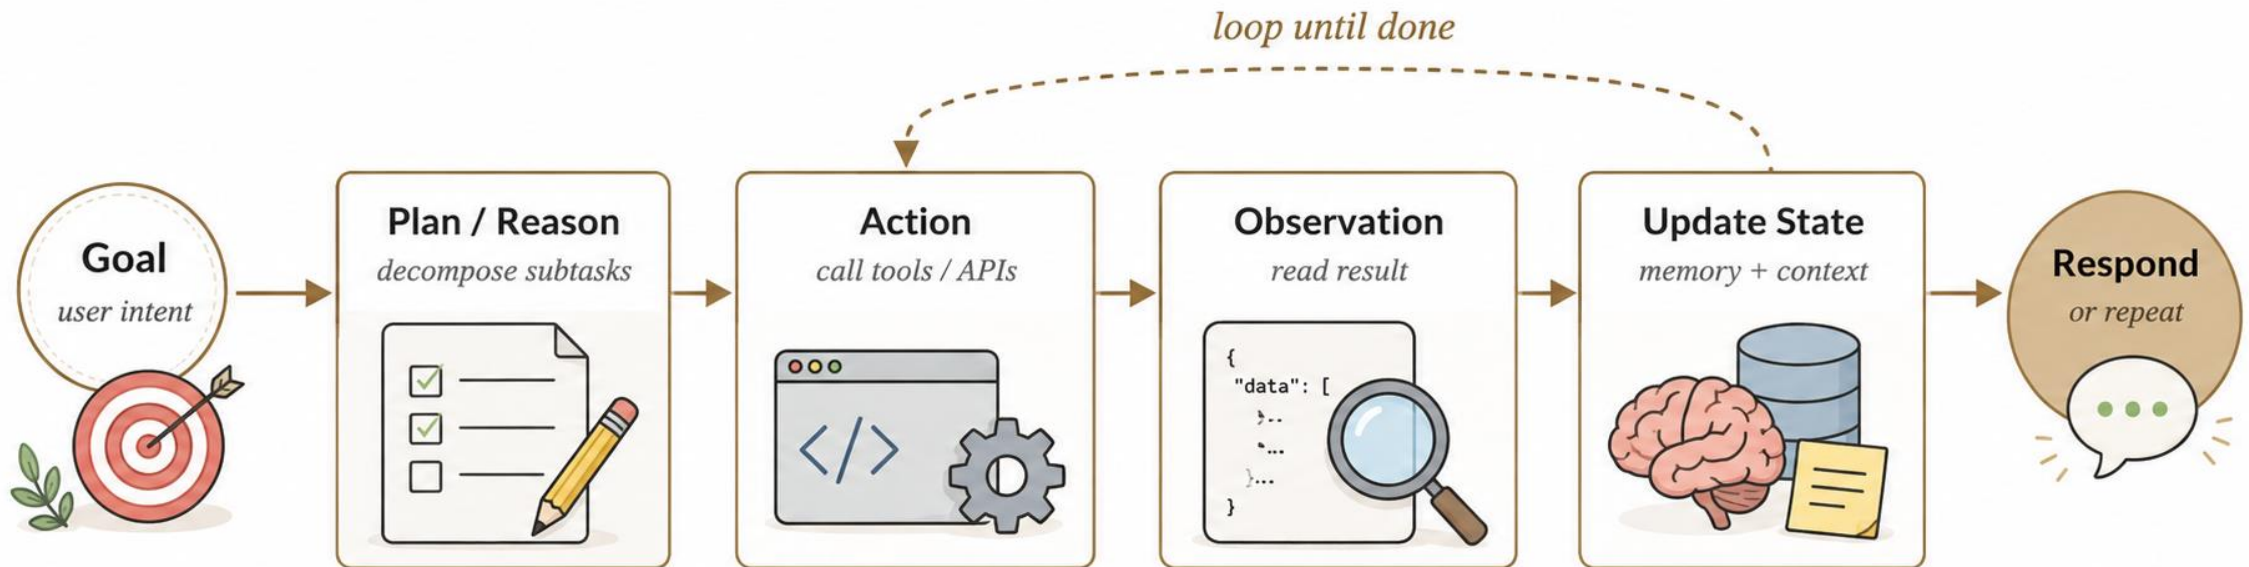 loop until done
Goal
user intent
Plan / Reason
decompose subtasks
Action
call tools / APIs
</>
Observation
read result
{
"data": [
}...
}
Update State
memory + context
Respond
or repeat